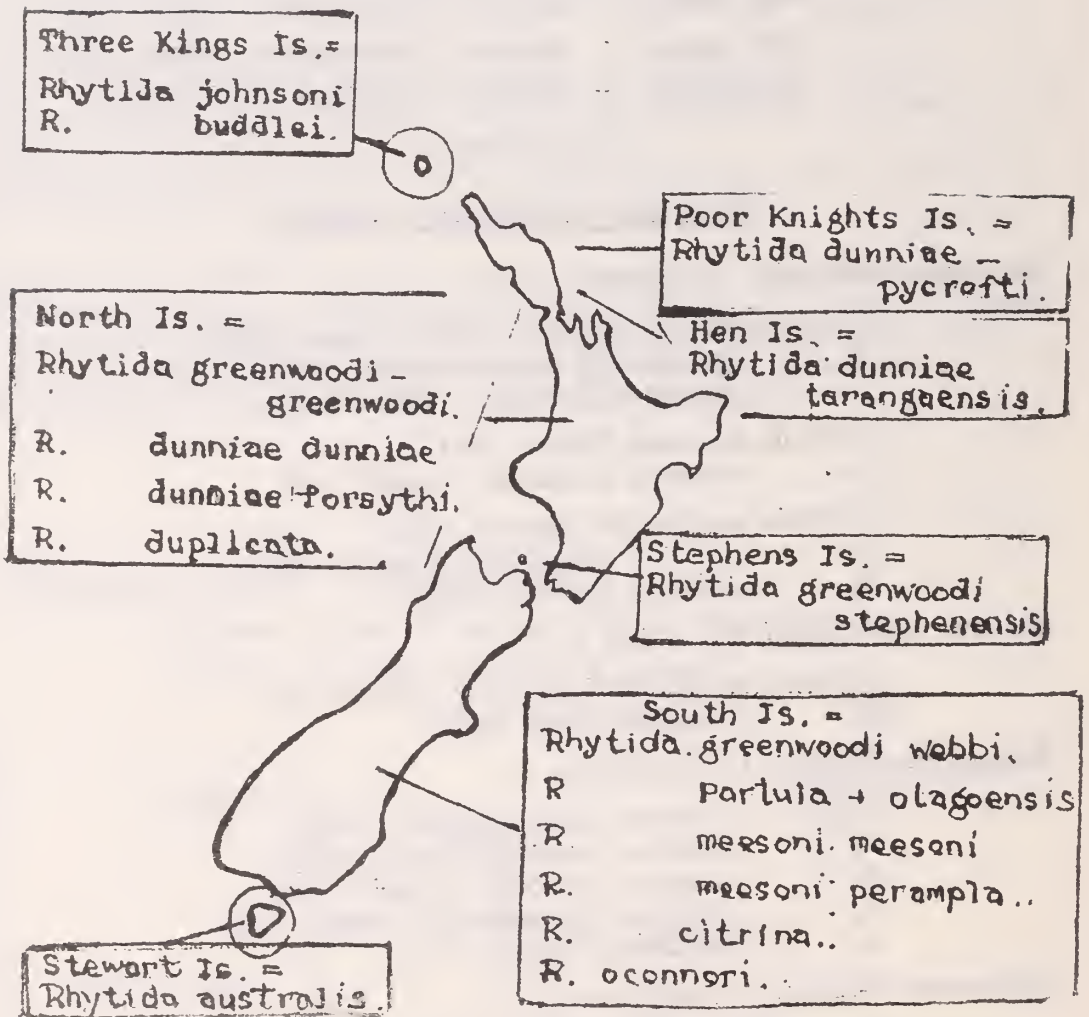 Three Kings Is.=
Rhytida johnsoni
R. buddlei.
Poor Knights Is. =
Rhytida dunniae -
pycrofti.
Hen Is. =
Rhytida dunniae
tarangaensis.
North Is. =
Rhytida greenwoodi -
greenwoodi.
R. dunniae dunniae
R. dunniae forsythi.
R. duplicata.
Stephens Is. =
Rhytida greenwoodi
stephenensis
South Is. =
Rhytida. greenwoodi webbi.
R patula + otagoensis
R meesoni. meesoni
R. meesoni perampla..
R. citrina..
R. oconnori.
Stewart Is. =
Rhytida australis.